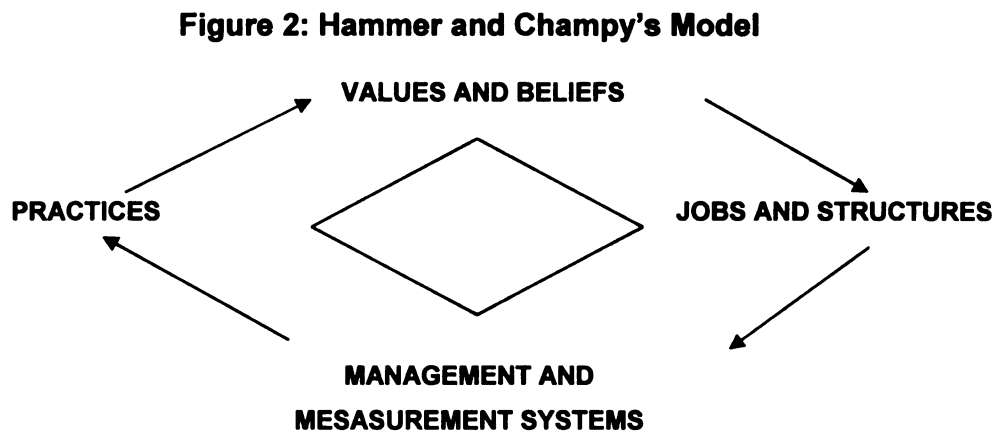 Figure 2: Hammer and Champy's Model
VALUES AND BELIEFS
PRACTICES
JOBS AND STRUCTURES
MANAGEMENT AND
MESASUREMENT SYSTEMS